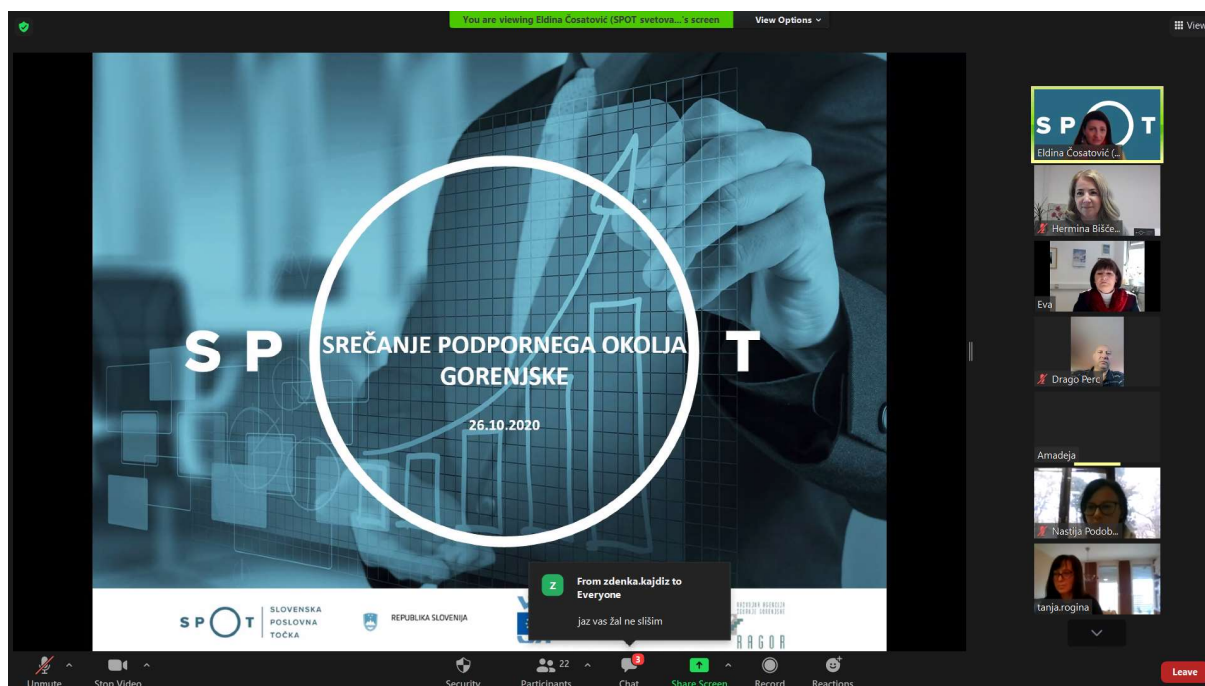 You are viewing Eldina Čosatović (SPOT svetova...'s screen
View Options
View
SPOT
Eldina Čosatović (...
Hermina Bišče...
Eva
Drago Perc
Amadeja
Nastija Podob...
tanja.rogina
S P T
SREČANJE PODPORNEGA OKOLJA
GORENJSKE
26.10.2020
SPOT
SLOVENSKA
POSLOVNA
TOČKA
REPUBLIKA SLOVENIJA
RAGOR
Z
From zdenka.kajdiz to
Everyone
jaz vas žal ne slišim
Unmute
Stop Video
Security
22
Participants
3
Chat
Share Screen
Record
Reactions
Leave